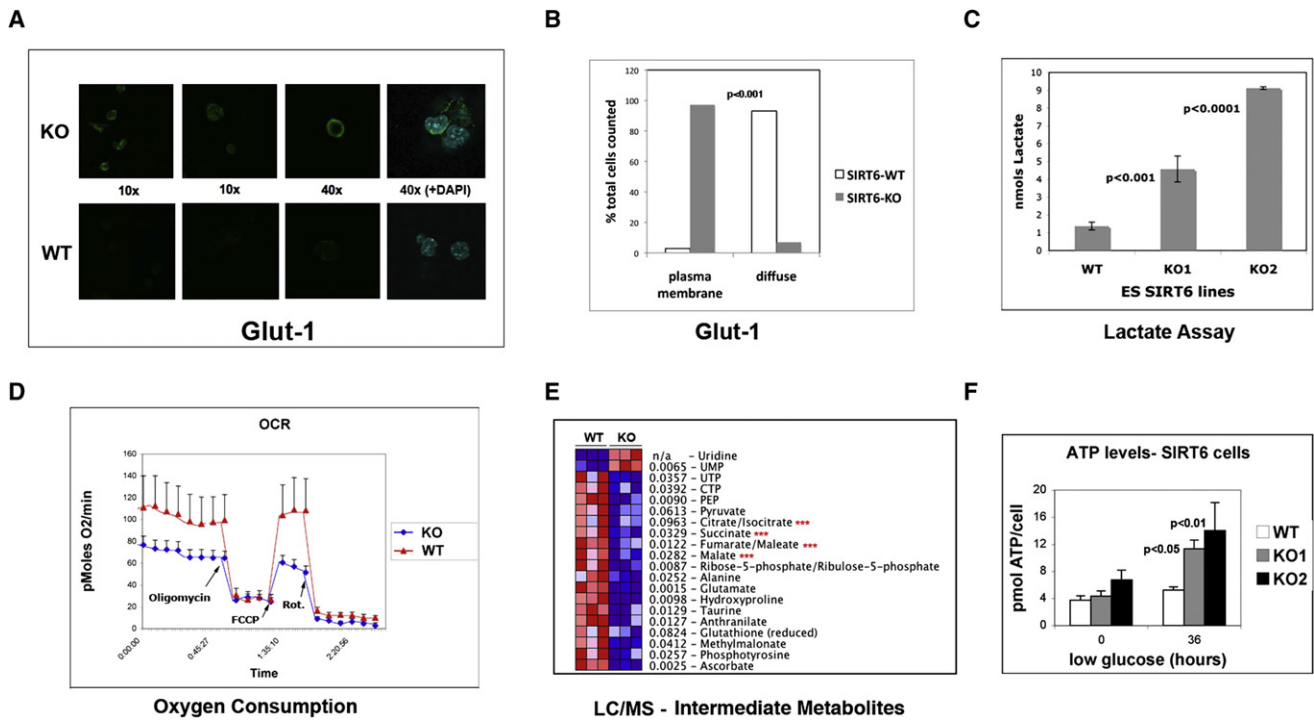 A
KO
10x
10x
40x
40x (+DAPI)
WT
Glut-1
B
120
100
80
60
40
20
0
% total cells counted
p<0.001
SIRT6-WT
SIRT6-KO
plasma
membrane
diffuse
Glut-1
C
10
9
8
7
6
5
4
3
2
1
0
nmols Lactate
p<0.001
p<0.0001
WT
KO1
KO2
ES SIRT6 lines
Lactate Assay
D
OCR
160
140
120
100
80
60
40
20
0
pMoles O2/min
Oligomycin
FCCP
Rot.
KO
WT
0:00:00
0:45:27
1:35:10
2:20:56
Time
Oxygen Consumption
E
WT KO
n/a - Uridine
0.0065 - UMP
0.0357 - UTP
0.0392 - CTP
0.0090 - PEP
0.0613 - Pyruvate
0.0963 - Citrate/Isocitrate ***
0.0329 - Succinate ***
0.0122 - Fumarate/Maleate ***
0.0282 - Malate ***
0.0087 - Ribose-5-phosphate/Ribulose-5-phosphate
0.0252 - Alanine
0.0015 - Glutamate
0.0098 - Hydroxyproline
0.0129 - Taurine
0.0127 - Anthranilate
0.0824 - Glutathione (reduced)
0.0412 - Methylmalonate
0.0257 - Phosphotyrosine
0.0025 - Ascorbate
LC/MS - Intermediate Metabolites
F
ATP levels- SIRT6 cells
20
16
12
8
4
0
pmol ATP/cell
p<0.05
p<0.01
WT
KO1
KO2
0
36
low glucose (hours)